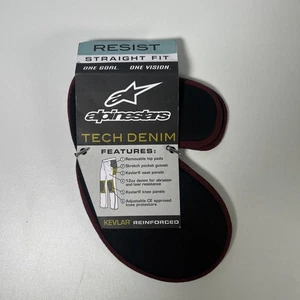 RESIST
STRAIGHT FIT
ONE GOAL ONE VISION
alpinestars
TECH DENIM
FEATURES:
Removable hip pads
Stretch pocket gussets
Kevlar® seat panels
12oz denim for abrasion
and tear resistance
Kevlar® knee panels
Adjustable CE approved
knee protectors
KEVLAR® REINFORCED